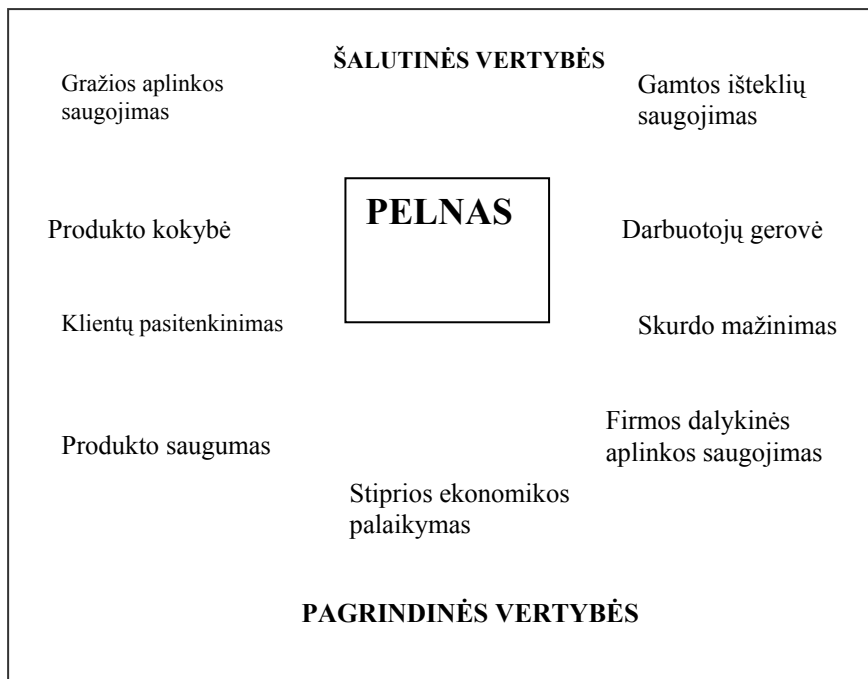 ŠALUTINĖS VERTYBĖS
Gražios aplinkos
saugojimas
Gamtos išteklių
saugojimas
PELNAS
Produkto kokybė
Darbuotojų gerovė
Klientų pasitenkinimas
Skurdo mažinimas
Produkto saugumas
Firmos dalykinės
aplinkos saugojimas
Stiprios ekonomikos
palaikymas
PAGRINDINĖS VERTYBĖS